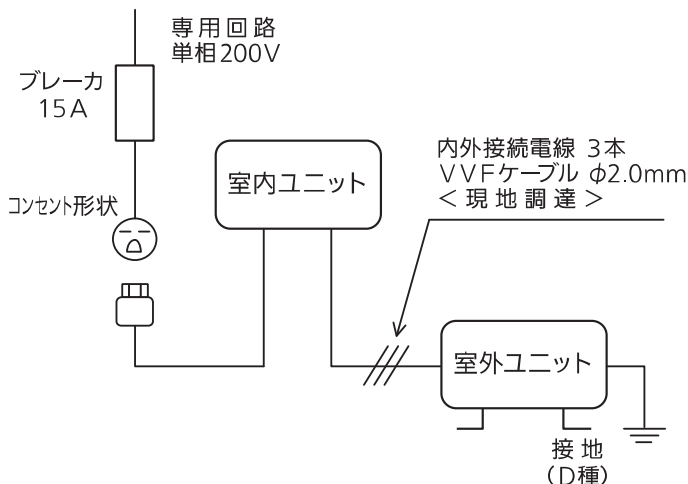 専用回路
単相200V
ブレーカ
15A
コンセント形状
室内ユニット
内外接続電線 3本
VVFケーブル φ2.0mm
＜現地調達＞
室外ユニット
接地
(D種)